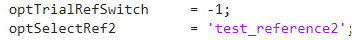 optTrialRefSwitch = -1;
optSelectRef2 = 'test_reference2';